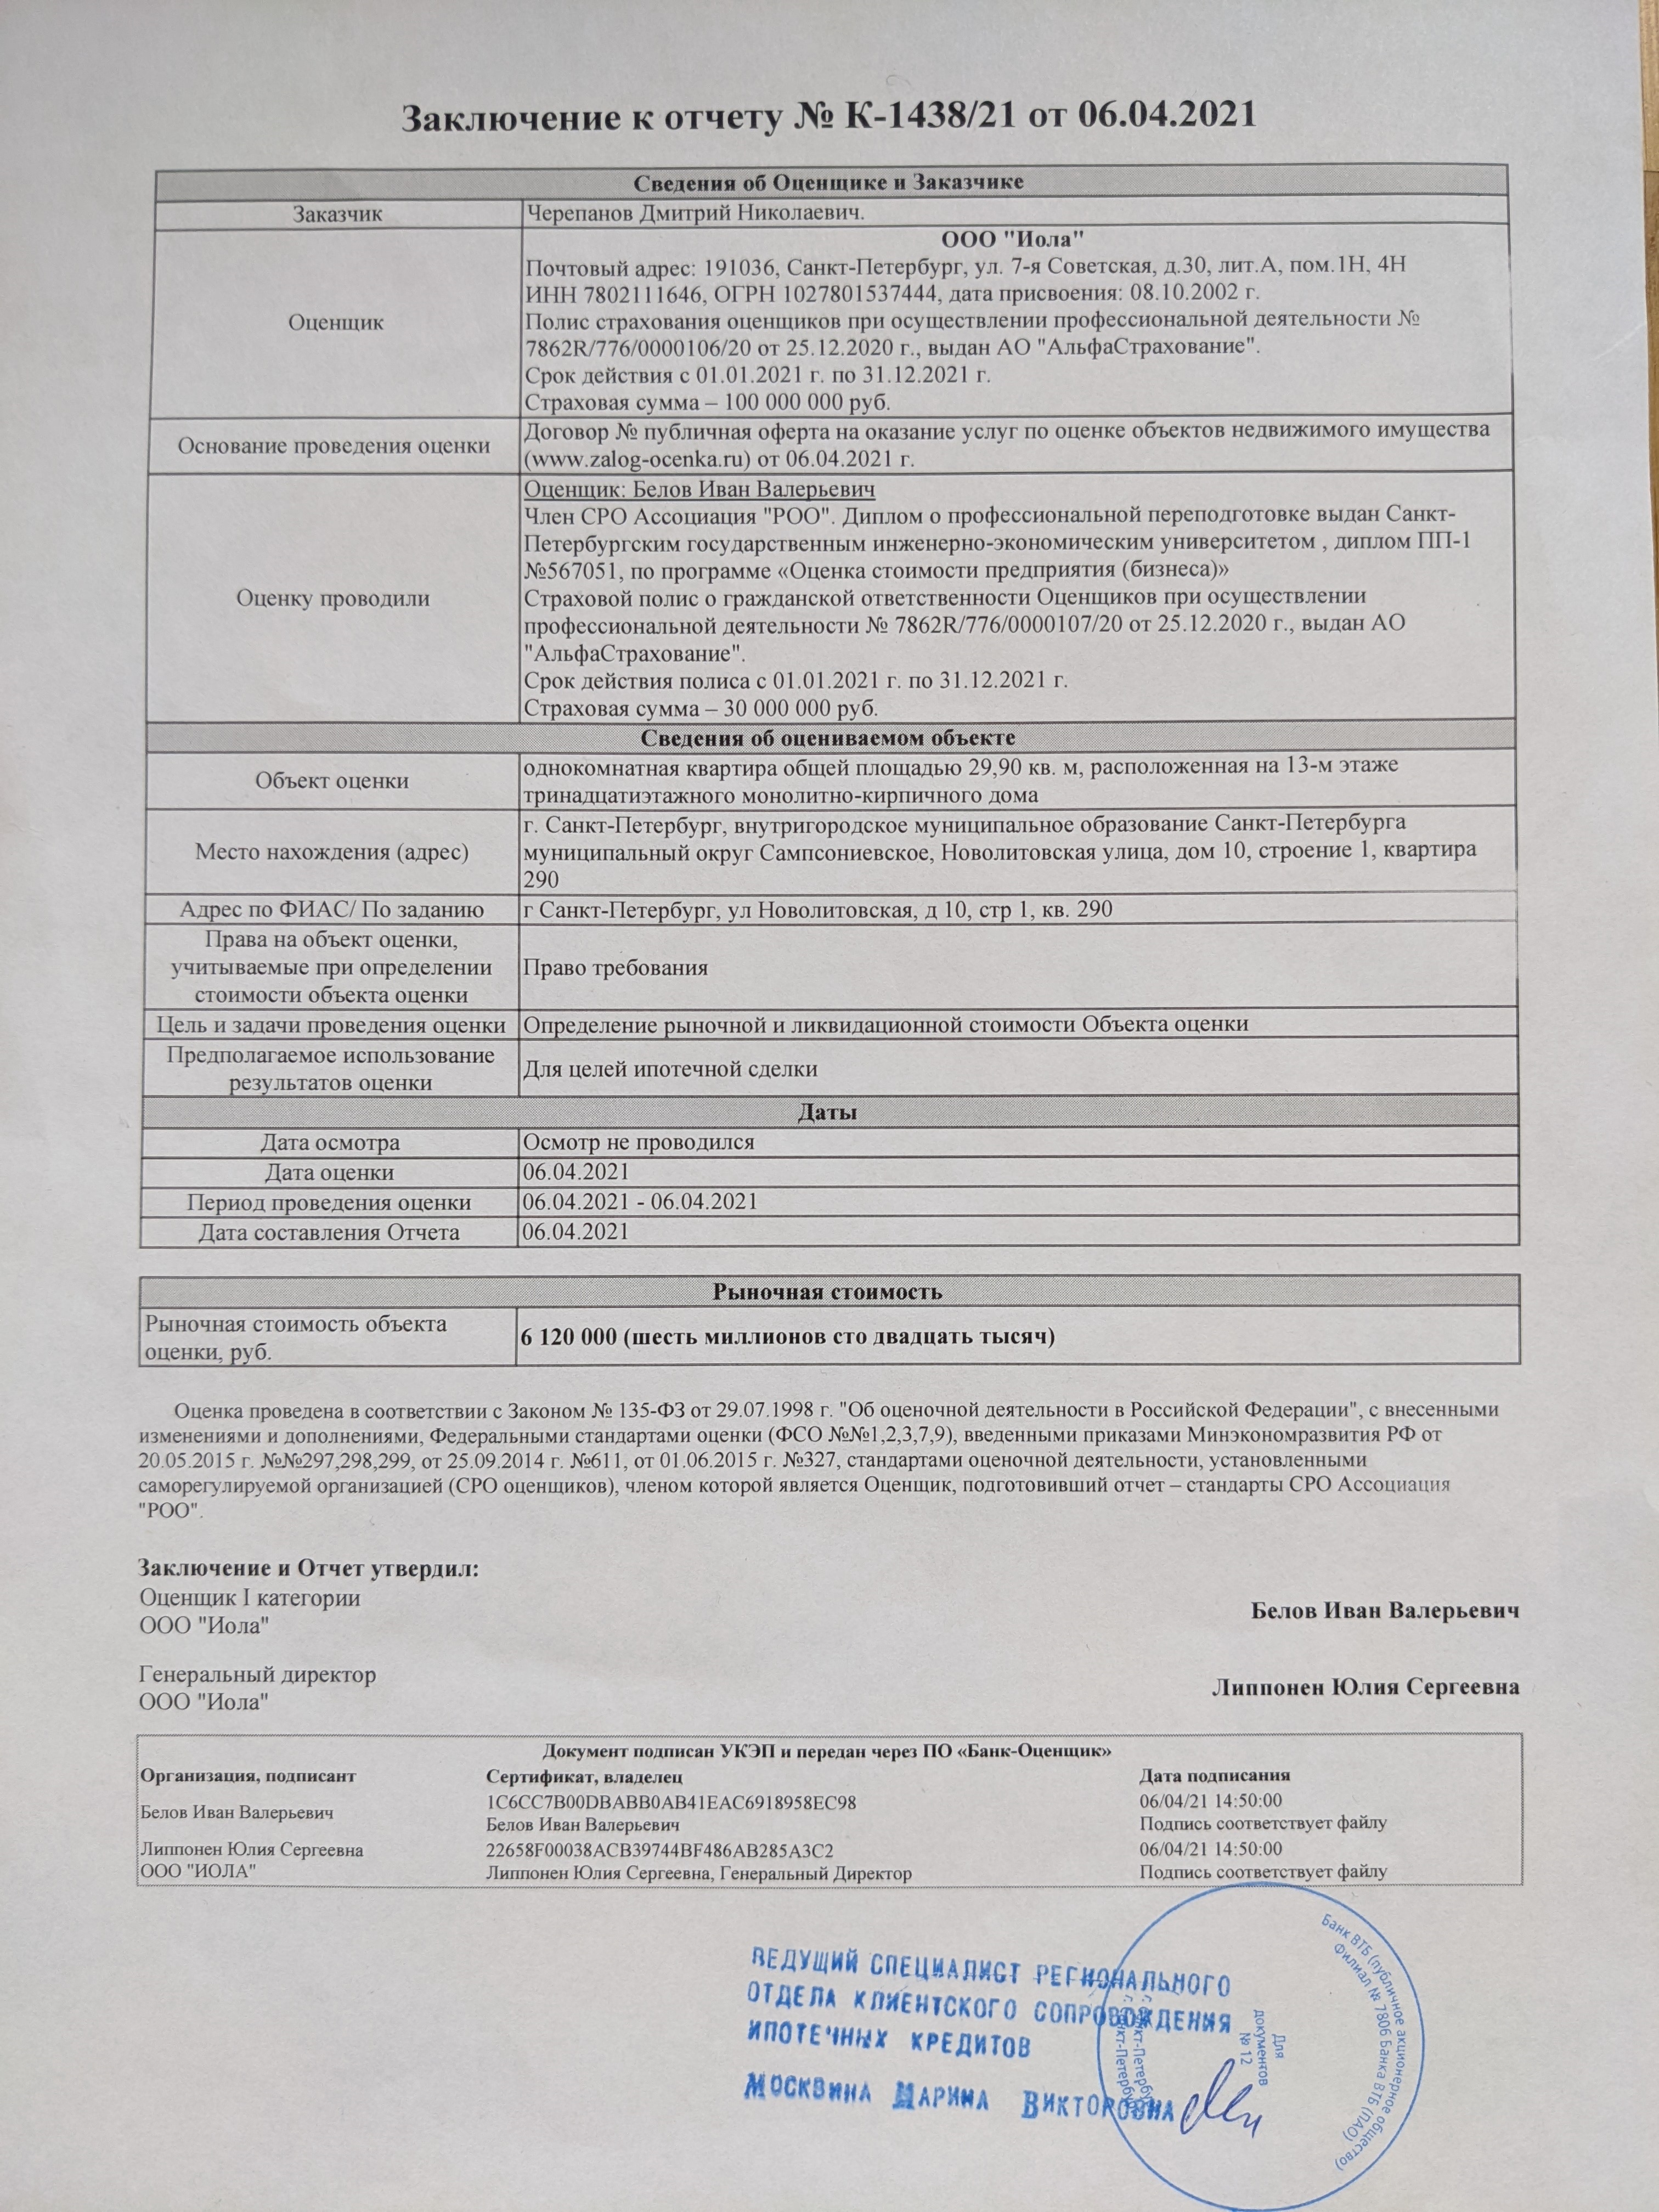 Заключение к отчету № К-1438/21 от 06.04.2021
Сведения об Оценщике и Заказчике
Заказчик
Черепанов Дмитрий Николаевич.
Оценщик
ООО "Иола"
Почтовый адрес: 191036, Санкт-Петербург, ул. 7-я Советская, д.30, лит.А, пом.1Н, 4Н
ИНН 7802111646, ОГРН 1027801537444, дата присвоения: 08.10.2002 г.
Полис страхования оценщиков при осуществлении профессиональной деятельности №
7862R/776/0000106/20 от 25.12.2020 г., выдан АО "АльфаСтрахование".
Срок действия с 01.01.2021 г. по 31.12.2021 г.
Страховая сумма – 100 000 000 руб.
Основание проведения оценки
Договор № публичная оферта на оказание услуг по оценке объектов недвижимого имущества
(www.zalog-ocenka.ru) от 06.04.2021 г.
Оценку проводили
Оценщик: Белов Иван Валерьевич
Член СРО Ассоциация "РОО". Диплом о профессиональной переподготовке выдан Санкт-
Петербургским государственным инженерно-экономическим университетом , диплом ПП-1
№567051, по программе «Оценка стоимости предприятия (бизнеса)»
Страховой полис о гражданской ответственности Оценщиков при осуществлении
профессиональной деятельности № 7862R/776/0000107/20 от 25.12.2020 г., выдан АО
"АльфаСтрахование".
Срок действия полиса с 01.01.2021 г. по 31.12.2021 г.
Страховая сумма – 30 000 000 руб.
Сведения об оцениваемом объекте
Объект оценки
однокомнатная квартира общей площадью 29,90 кв. м, расположенная на 13-м этаже
тринадцатиэтажного монолитно-кирпичного дома
Место нахождения (адрес)
г. Санкт-Петербург, внутригородское муниципальное образование Санкт-Петербурга
муниципальный округ Сампсониевское, Новолитовская улица, дом 10, строение 1, квартира
290
Адрес по ФИАС/ По заданию
г Санкт-Петербург, ул Новолитовская, д 10, стр 1, кв. 290
Права на объект оценки,
учитываемые при определении
стоимости объекта оценки
Право требования
Цель и задачи проведения оценки
Определение рыночной и ликвидационной стоимости Объекта оценки
Предполагаемое использование
результатов оценки
Для целей ипотечной сделки
Даты
Дата осмотра
Осмотр не проводился
Дата оценки
06.04.2021
Период проведения оценки
06.04.2021 - 06.04.2021
Дата составления Отчета
06.04.2021
Рыночная стоимость
Рыночная стоимость объекта
оценки, руб.
6 120 000 (шесть миллионов сто двадцать тысяч)
Оценка проведена в соответствии с Законом № 135-ФЗ от 29.07.1998 г. "Об оценочной деятельности в Российской Федерации", с внесенными
изменениями и дополнениями, Федеральными стандартами оценки (ФСО №№1,2,3,7,9), введенными приказами Минэкономразвития РФ от
20.05.2015 г. №№297,298,299, от 25.09.2014 г. №611, от 01.06.2015 г. №327, стандартами оценочной деятельности, установленными
саморегулируемой организацией (СРО оценщиков), членом которой является Оценщик, подготовивший отчет – стандарты СРО Ассоциация
"РОО".
Заключение и Отчет утвердил:
Оценщик I категории
ООО "Иола"
Белов Иван Валерьевич
Генеральный директор
ООО "Иола"
Липпонен Юлия Сергеевна
Документ подписан УКЭП и передан через ПО «Банк-Оценщик»
Организация, подписант
Сертификат, владелец
Дата подписания
Белов Иван Валерьевич
1C6CC7B00DBABB0AB41EAC6918958EC98
Белов Иван Валерьевич
06/04/21 14:50:00
Подпись соответствует файлу
Липпонен Юлия Сергеевна
ООО "ИОЛА"
22658F00038ACB39744BF486AB285A3C2
Липпонен Юлия Сергеевна, Генеральный Директор
06/04/21 14:50:00
Подпись соответствует файлу
ВЕДУЩИЙ СПЕЦИАЛИСТ РЕГИОНАЛЬНОГО
ОТДЕЛА КЛИЕНТСКОГО СОПРОВОЖДЕНИЯ
ИПОТЕЧНЫХ КРЕДИТОВ
МОСКВИНА МАРИНА ВИКТОРОВНА
Банк ВТБ (публичное акционерное общество)
Филиал № 7806 Банка ВТБ (ПАО)
Для
документов
№ 12